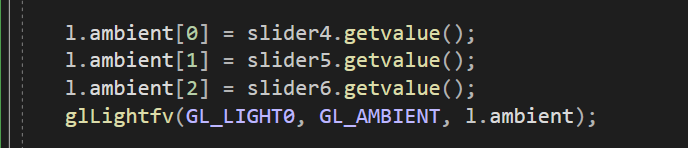 l.ambient[0] = slider4.getvalue();
l.ambient[1] = slider5.getvalue();
l.ambient[2] = slider6.getvalue();
glLightfv(GL_LIGHT0, GL_AMBIENT, l.ambient);